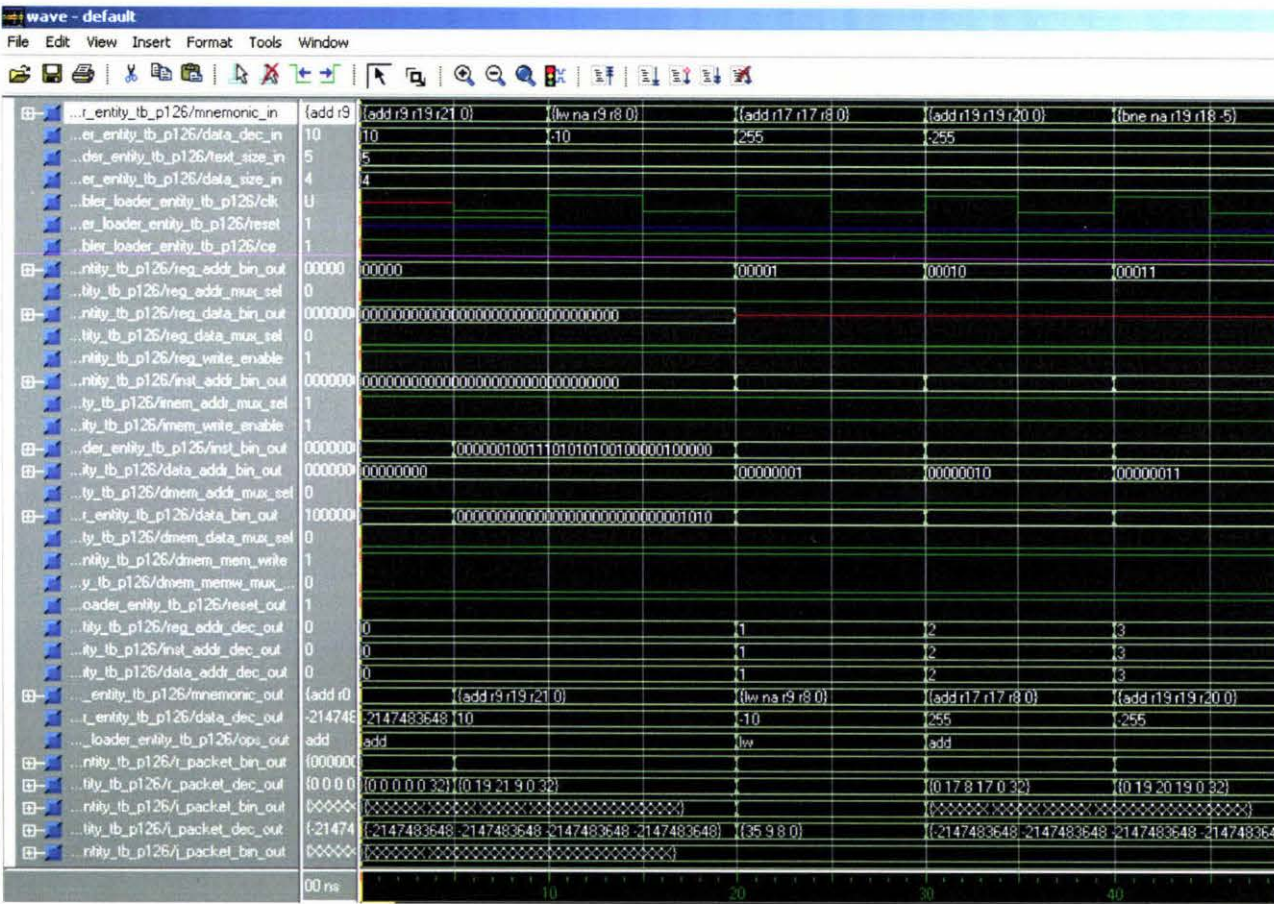 wave - default
File Edit View Insert Format Tools Window
...r_entity_tb_p126/mnemonic_in {add r9 {add r9 r19 r21 0} {lw na r9 r8 0} {add r17 r17 r8 0} {add r19 r19 r20 0} {bne na r19 r18 -5}
...er_entity_tb_p126/data_dec_in 10 10 -10 255 -255
...der_entity_tb_p126/text_size_in 5 5
...er_entity_tb_p126/data_size_in 4 4
...bler_loader_entity_tb_p126/clk U
...er_loader_entity_tb_p126/reset 1
...bler_loader_entity_tb_p126/ce 1
...ntity_tb_p126/reg_addr_bin_out 00000 00000 00001 00010 00011
...tity_tb_p126/reg_addr_mux_sel 0
...ntity_tb_p126/reg_data_bin_out 000000 00000000000000000000000000000000
...tity_tb_p126/reg_data_mux_sel 0
...ntity_tb_p126/reg_write_enable 1
...ntity_tb_p126/inst_addr_bin_out 000000 00000000000000000000000000000000
...ty_tb_p126/imem_addr_mux_sel 1
...ity_tb_p126/imem_write_enable 1
...der_entity_tb_p126/inst_bin_out 000000 00000010011101010100100000100000
...ity_tb_p126/data_addr_bin_out 000000 00000000 00000001 00000010 00000011
...ty_tb_p126/dmem_addr_mux_sel 0
...r_entity_tb_p126/data_bin_out 100000 00000000000000000000000000001010
...ty_tb_p126/dmem_data_mux_sel 0
...ntity_tb_p126/dmem_mem_write 1
...y_tb_p126/dmem_memw_mux_... 0
...oader_entity_tb_p126/reset_out 1
...tity_tb_p126/reg_addr_dec_out 0 0 1 2 3
...ity_tb_p126/inst_addr_dec_out 0 0 1 2 3
...ity_tb_p126/data_addr_dec_out 0 0 1 2 3
..._entity_tb_p126/mnemonic_out {add r0 {add r9 r19 r21 0} {lw na r9 r8 0} {add r17 r17 r8 0} {add r19 r19 r20 0}
...r_entity_tb_p126/data_dec_out -214748 -2147483648 10 -10 255 -255
..._loader_entity_tb_p126/ops_out add add lw add
...ntity_tb_p126/r_packet_bin_out {000000
...tity_tb_p126/r_packet_dec_out {0 0 0 0 {0 0 0 0 0 32} {0 19 21 9 0 32} {0 17 8 17 0 32} {0 19 20 19 0 32}
...ntity_tb_p126/i_packet_bin_out
...tity_tb_p126/i_packet_dec_out {-21474 {-2147483648 -2147483648 -2147483648 -2147483648} {35 9 8 0} {-2147483648 -2147483648 -2147483648 -21474836
...ntity_tb_p126/j_packet_bin_out
00 ns 10 20 30 40